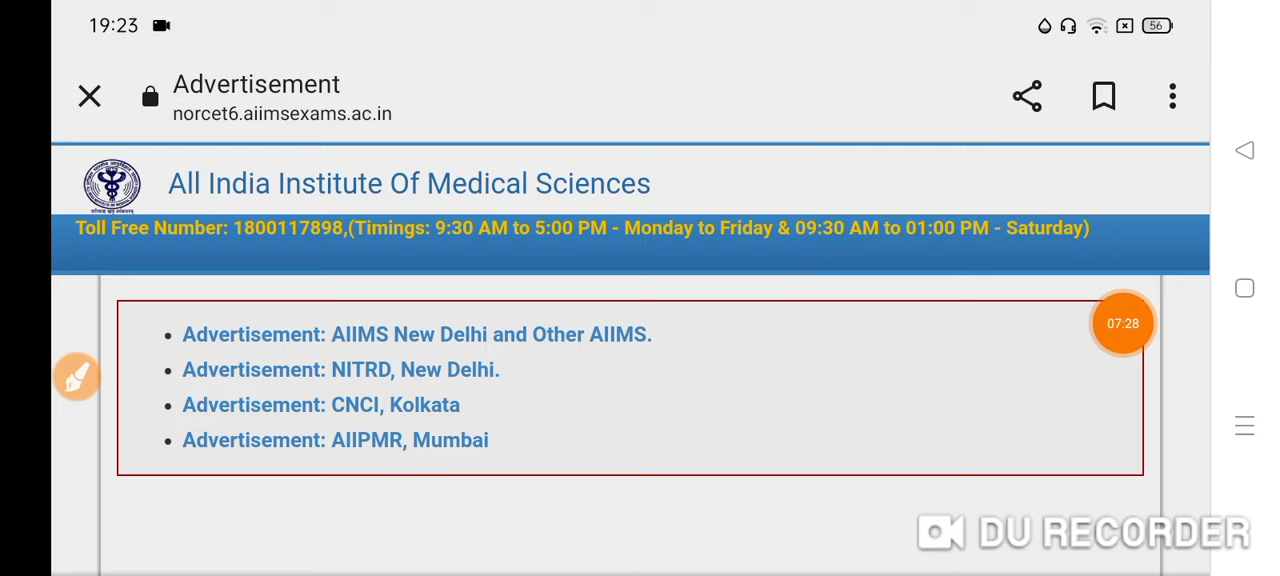 19:23
56
Advertisement
norcet6.aiimsexams.ac.in
All India Institute Of Medical Sciences
Toll Free Number: 1800117898,(Timings: 9:30 AM to 5:00 PM - Monday to Friday & 09:30 AM to 01:00 PM - Saturday)
• Advertisement: AIIMS New Delhi and Other AIIMS.
07:28
• Advertisement: NITRD, New Delhi.
• Advertisement: CNCI, Kolkata
• Advertisement: AIIPMR, Mumbai
DU RECORDER